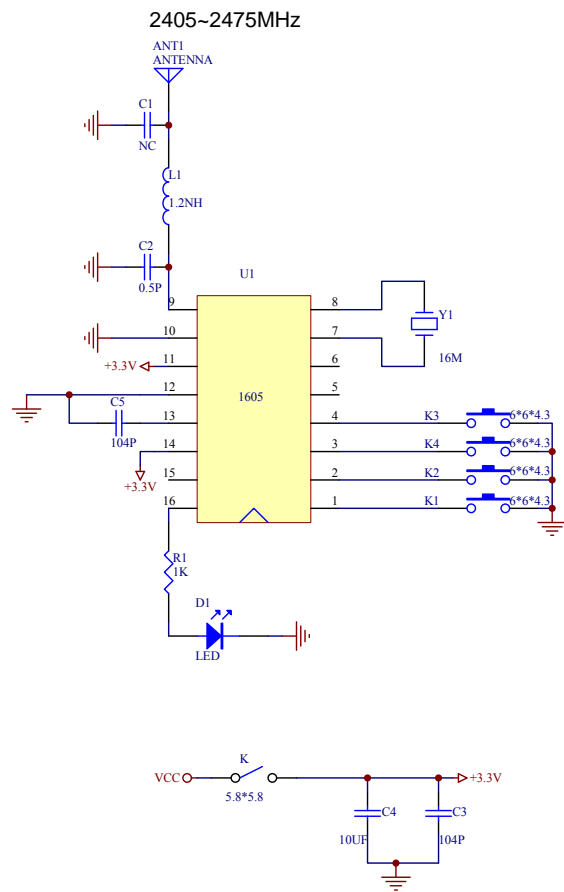 2405~2475MHz
ANT1
ANTENNA
C1
NC
L1
1.2NH
C2
0.5P
U1
9
8
Y1
10
7
16M
+3.3V
11
6
12
1605
5
C5
13
4
K3
6*6*4.3
104P
14
3
K4
6*6*4.3
+3.3V
15
2
K2
6*6*4.3
16
1
K1
6*6*4.3
R1
1K
D1
LED
K
VCC
+3.3V
5.8*5.8
C4
C3
10UF
104P